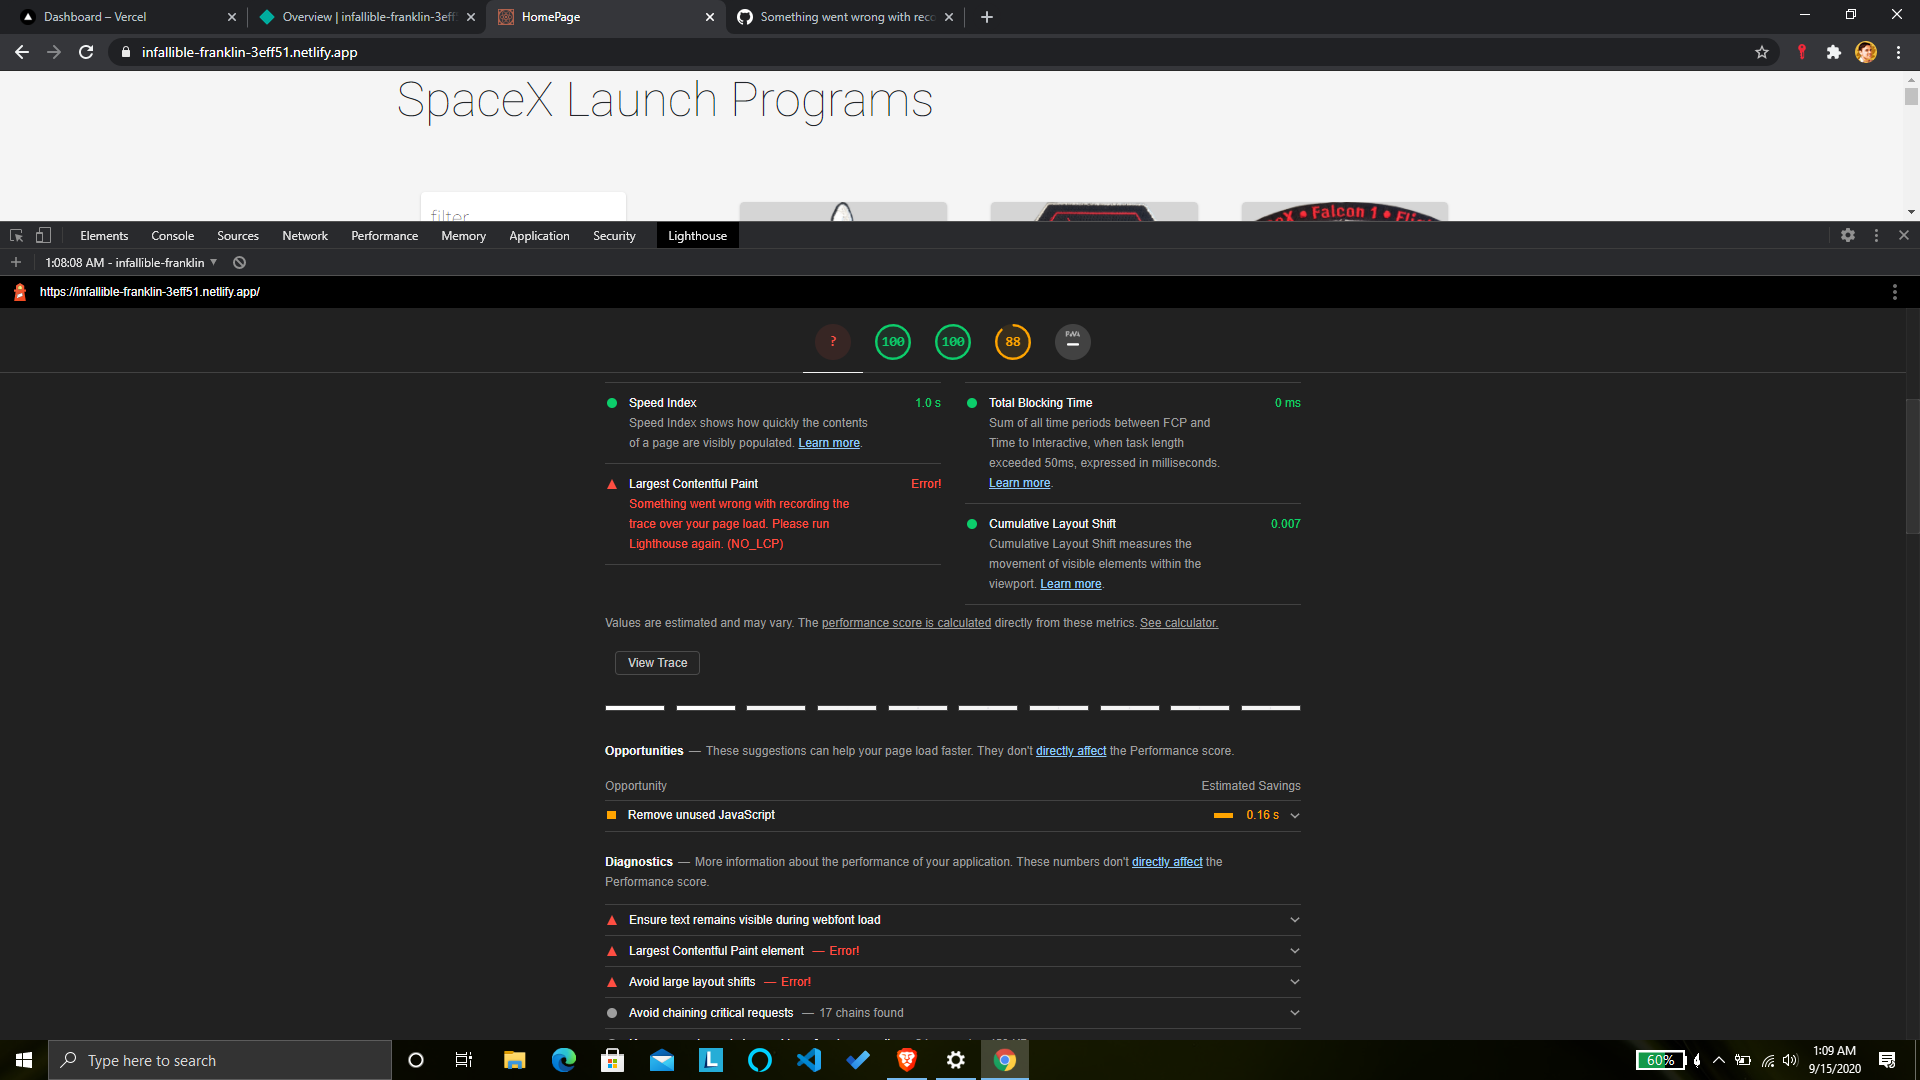 Dashboard – Vercel
Overview | infallible-franklin-3eff5
HomePage
Something went wrong with reco
infallible-franklin-3eff51.netlify.app
SpaceX Launch Programs
filter
Falcon 1
Elements Console Sources Network Performance Memory Application Security Lighthouse
1:08:08 AM - infallible-franklin
https://infallible-franklin-3eff51.netlify.app/
? 100 100 88 PWA
Speed Index 1.0 s
Speed Index shows how quickly the contents
of a page are visibly populated. Learn more.
Largest Contentful Paint Error!
Something went wrong with recording the
trace over your page load. Please run
Lighthouse again. (NO_LCP)
Total Blocking Time 0 ms
Sum of all time periods between FCP and
Time to Interactive, when task length
exceeded 50ms, expressed in milliseconds.
Learn more.
Cumulative Layout Shift 0.007
Cumulative Layout Shift measures the
movement of visible elements within the
viewport. Learn more.
Values are estimated and may vary. The performance score is calculated directly from these metrics. See calculator.
View Trace
Opportunities — These suggestions can help your page load faster. They don't directly affect the Performance score.
Opportunity Estimated Savings
Remove unused JavaScript 0.16 s
Diagnostics — More information about the performance of your application. These numbers don't directly affect the
Performance score.
Ensure text remains visible during webfont load
Largest Contentful Paint element — Error!
Avoid large layout shifts — Error!
Avoid chaining critical requests — 17 chains found
Type here to search
L
60%
1:09 AM
9/15/2020